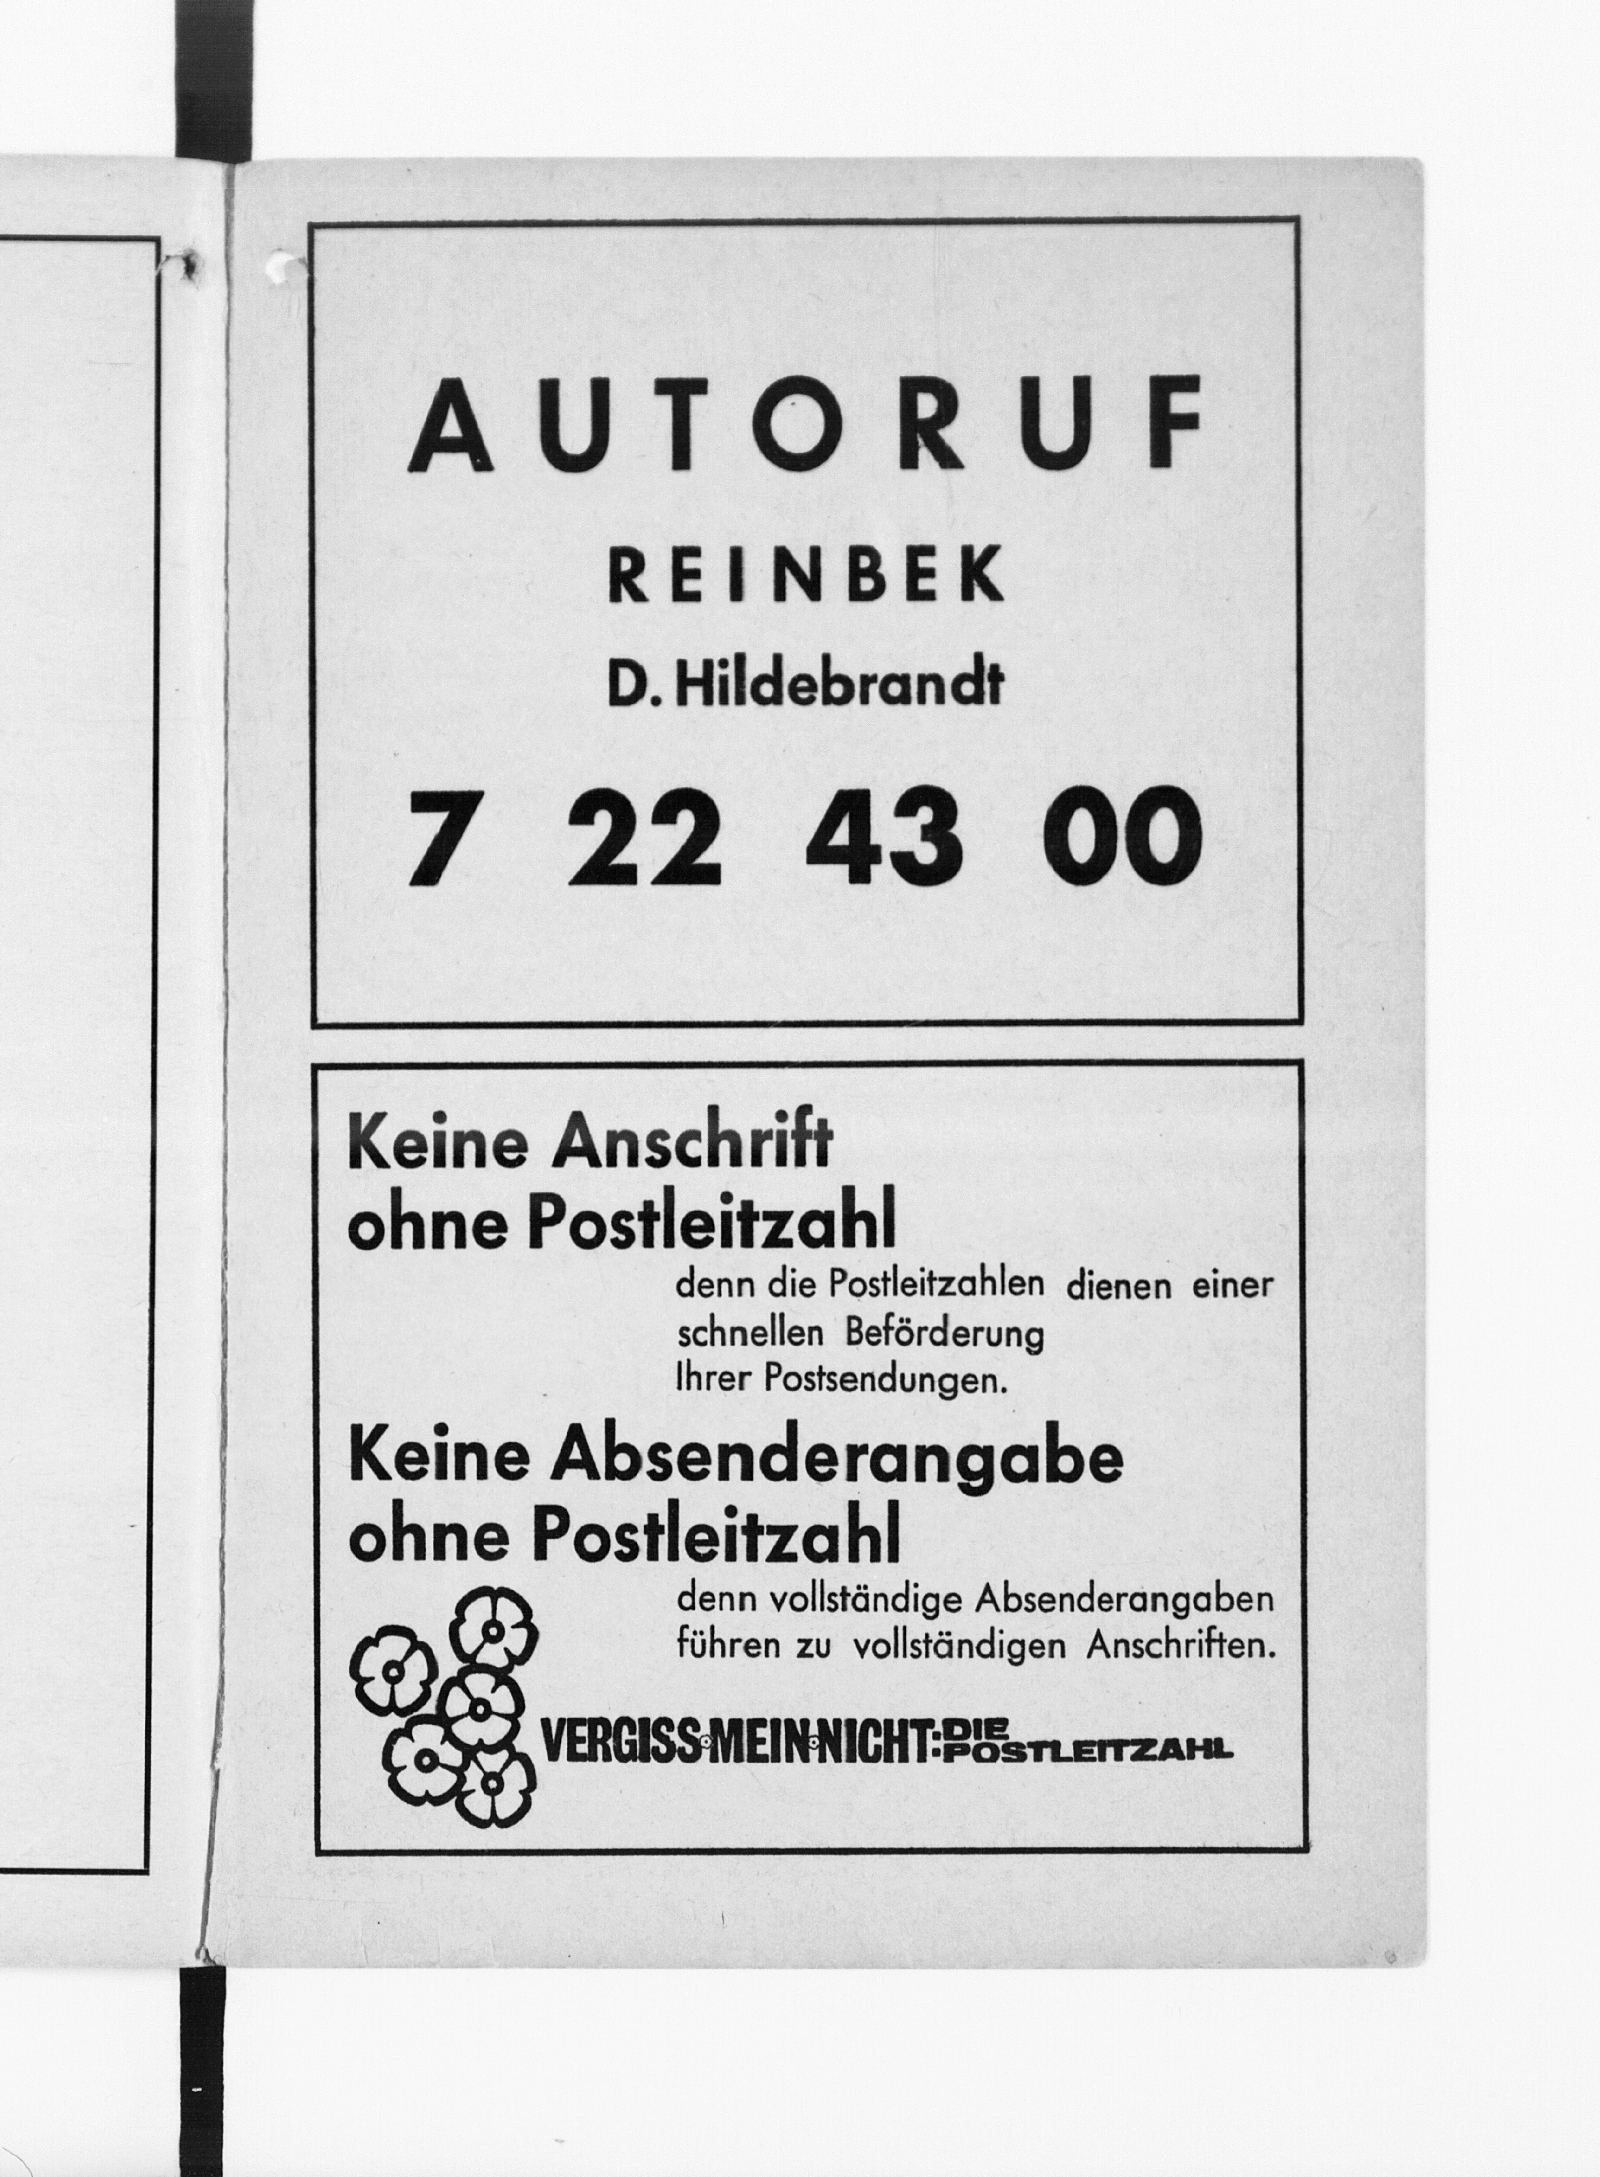 AUTORUF
REINBEK
D. Hildebrandt
7 22 43 00
Keine Anschrift
ohne Postleitzahl
denn die Postleitzahlen dienen einer
schnellen Beförderung
Ihrer Postsendungen.
Keine Absenderangabe
ohne Postleitzahl
denn vollständige Absenderangaben
führen zu vollständigen Anschriften.
VERGISS·MEIN·NICHT: DIE
POSTLEITZAHL